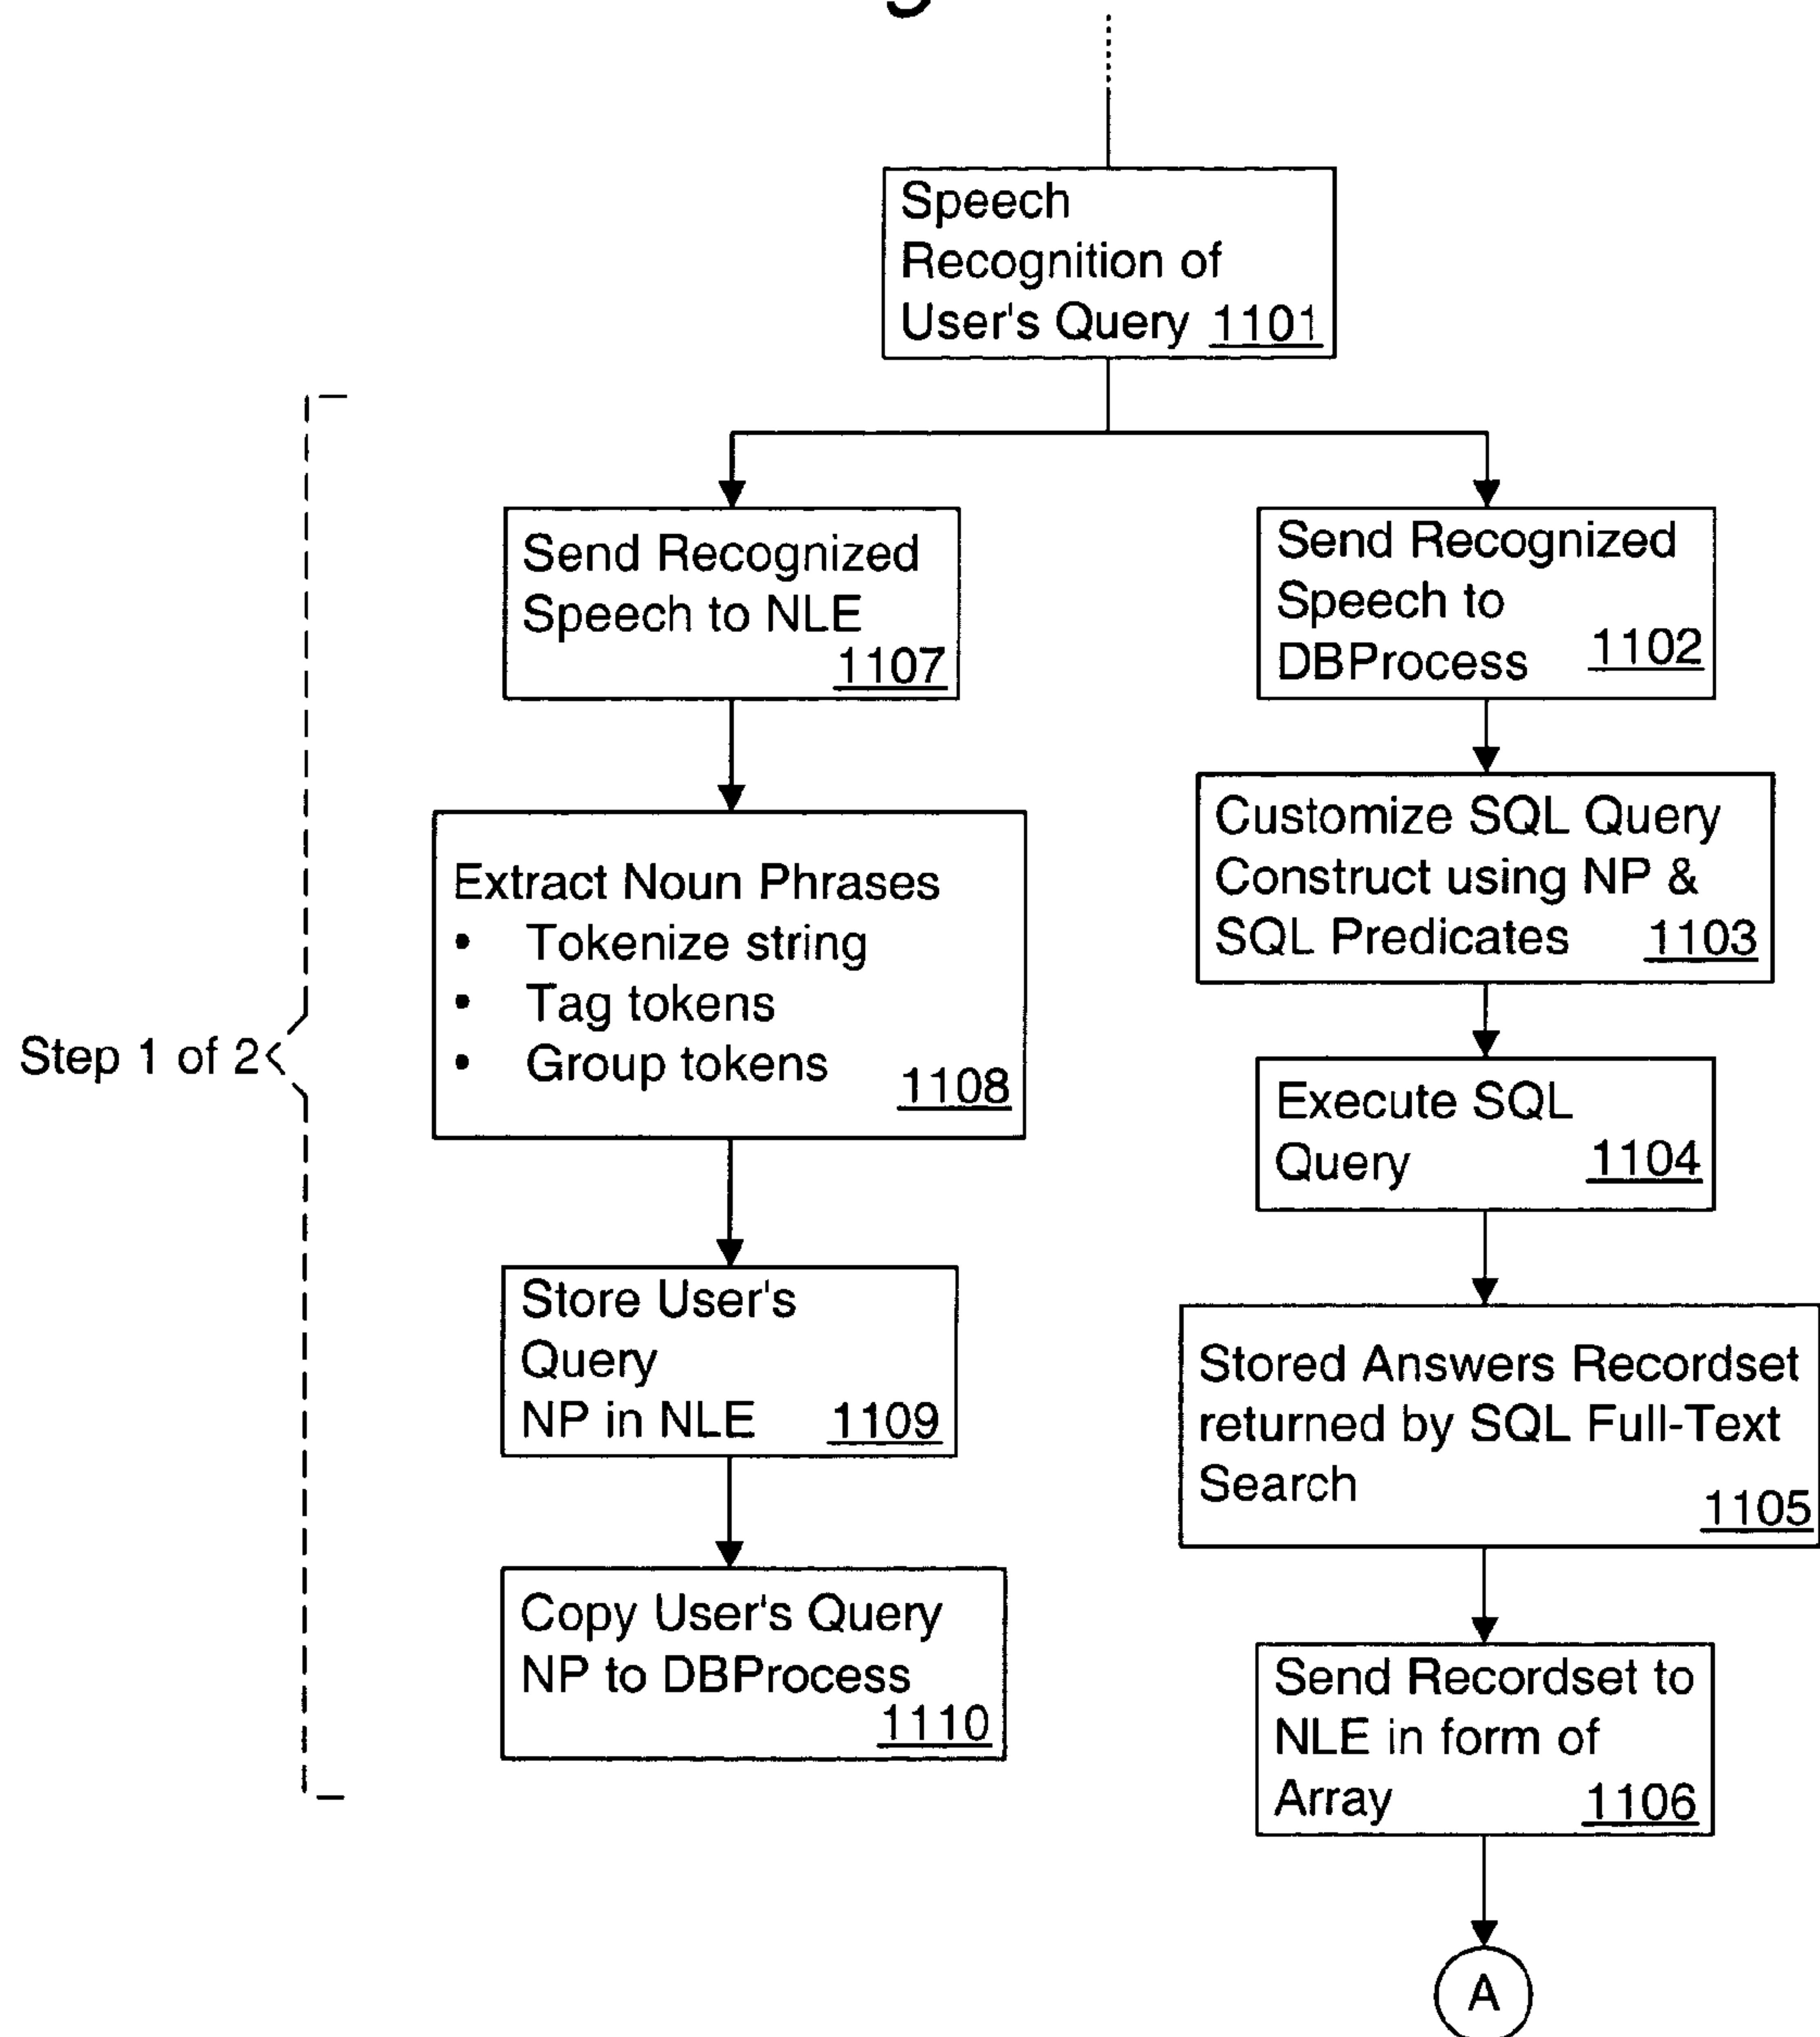 Speech
Recognition of
User's Query 1101
Send Recognized
Speech to NLE
1107
Send Recognized
Speech to
DBProcess 1102
Extract Noun Phrases
• Tokenize string
• Tag tokens
• Group tokens
1108
Customize SQL Query
Construct using NP &
SQL Predicates 1103
Step 1 of 2
Execute SQL
Query 1104
Store User's
Query
NP in NLE 1109
Stored Answers Recordset
returned by SQL Full-Text
Search
1105
Copy User's Query
NP to DBProcess
1110
Send Recordset to
NLE in form of
Array 1106
A